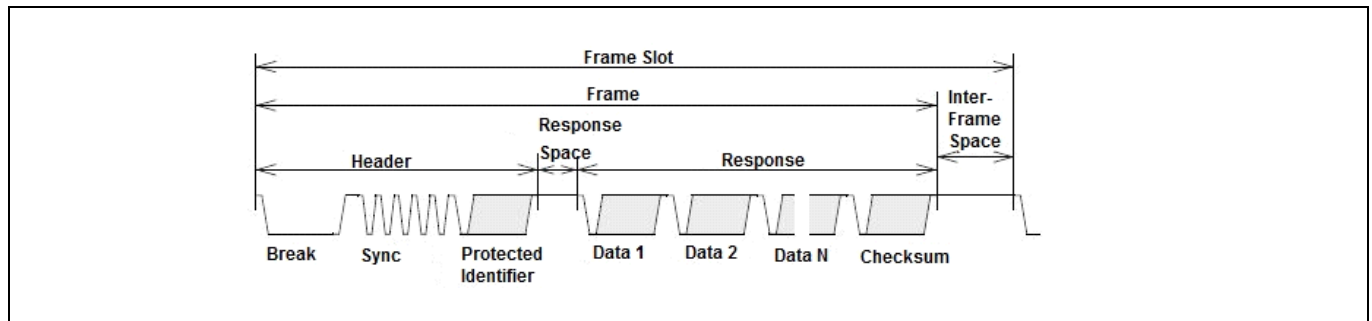 Frame Slot
Frame
Inter-
Frame
Space
Response
Space
Header
Response
Break
Sync
Protected
Identifier
Data 1
Data 2
Data N
Checksum